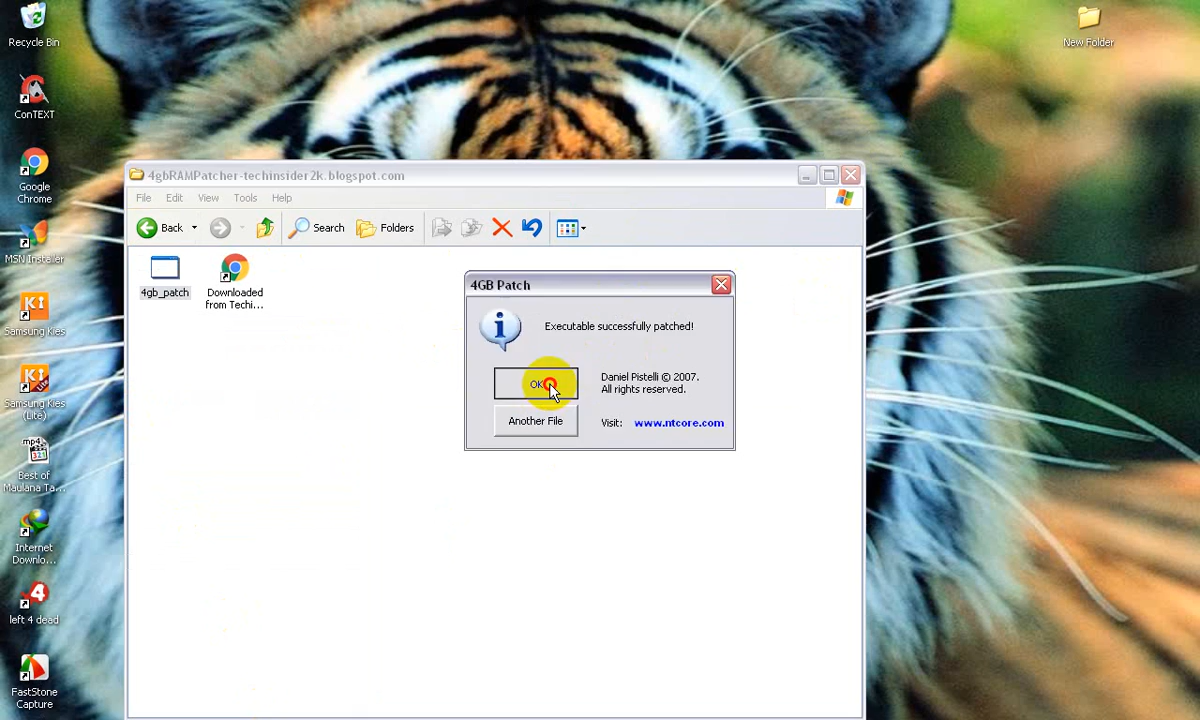 Recycle Bin
ConTEXT
Google
Chrome
MSN Installer
Samsung Kies
Samsung Kies
(Lite)
mp4
321
Best of
Maulana Ta...
Internet
Downlo...
left 4 dead
FastStone
Capture
New Folder
4gbRAMPatcher-techinsider2k.blogspot.com
File Edit View Tools Help
Back Search Folders
4gb_patch
Downloaded
from Techi...
4GB Patch
Executable successfully patched!
OK
Daniel Pistelli © 2007.
All rights reserved.
Another File
Visit: www.ntcore.com